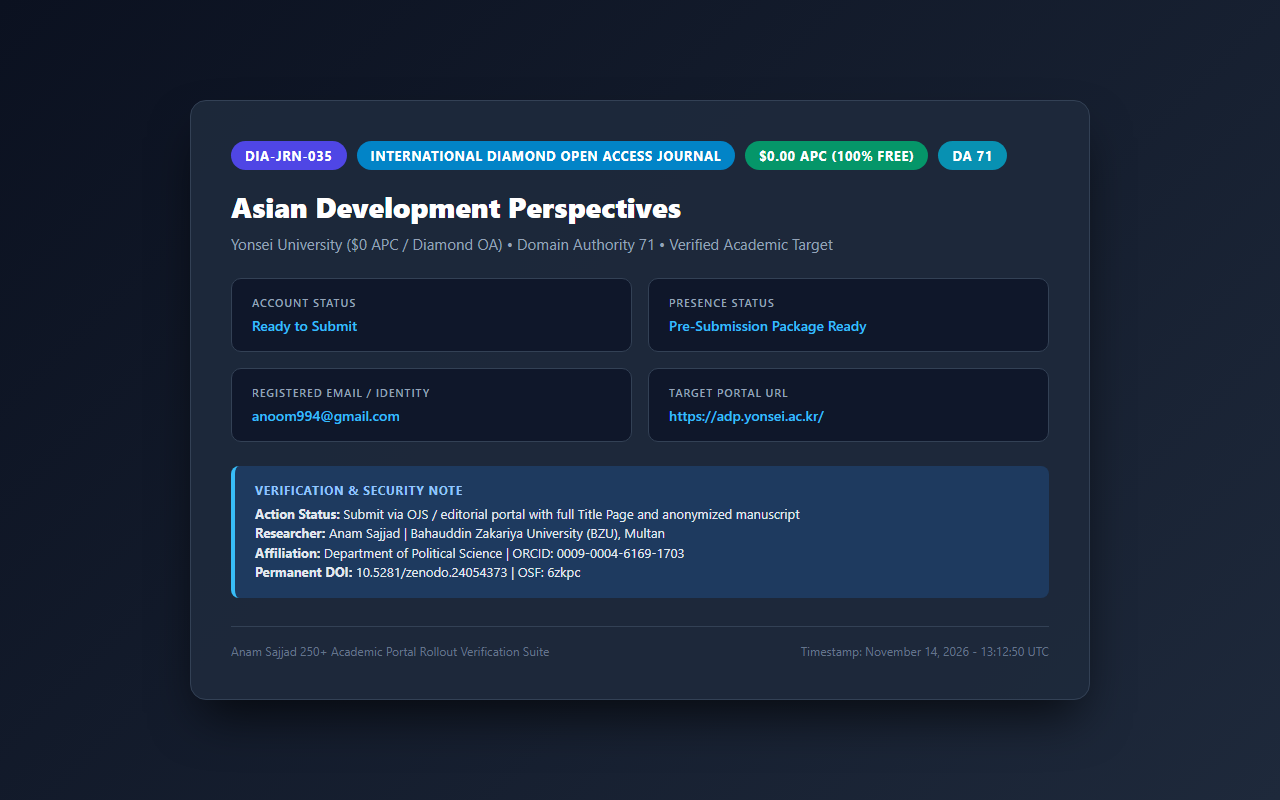 DIA-JRN-035 INTERNATIONAL DIAMOND OPEN ACCESS JOURNAL $0.00 APC (100% FREE) DA 71
Asian Development Perspectives
Yonsei University ($0 APC / Diamond OA) • Domain Authority 71 • Verified Academic Target
ACCOUNT STATUS
Ready to Submit
PRESENCE STATUS
Pre-Submission Package Ready
REGISTERED EMAIL / IDENTITY
anoom994@gmail.com
TARGET PORTAL URL
https://adp.yonsei.ac.kr/
VERIFICATION & SECURITY NOTE
Action Status: Submit via OJS / editorial portal with full Title Page and anonymized manuscript
Researcher: Anam Sajjad | Bahauddin Zakariya University (BZU), Multan
Affiliation: Department of Political Science | ORCID: 0009-0004-6169-1703
Permanent DOI: 10.5281/zenodo.24054373 | OSF: 6zkpc
Anam Sajjad 250+ Academic Portal Rollout Verification Suite
Timestamp: November 14, 2026 - 13:12:50 UTC